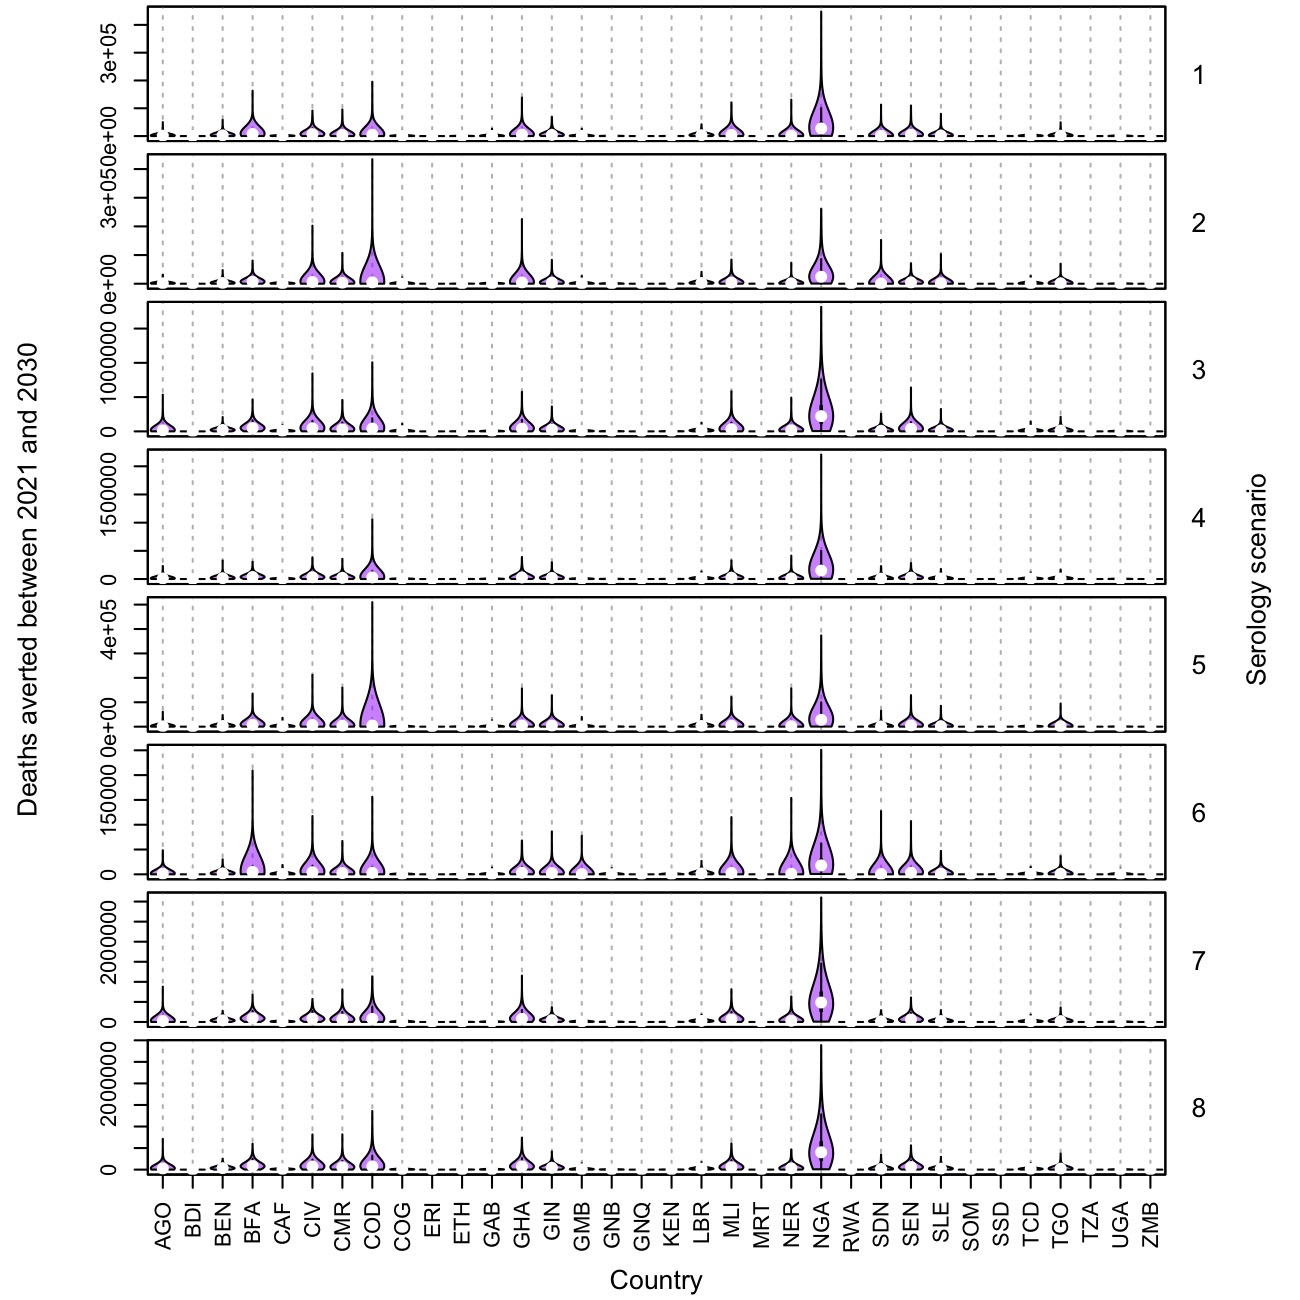 Deaths averted between 2021 and 2030
3e+05
0e+00
1
3e+05
0e+00
2
1000000
0
3
1500000
0
4
4e+05
0e+00
5
150000
0
6
2000000
0
7
2000000
0
8
Serology scenario
AGO BDI BEN BFA CAF CIV CMR COD COG ERI ETH GAB GHA GIN GMB GNB GNQ KEN LBR MLI MRT NER NGA RWA SDN SEN SLE SOM SSD TCD TGO TZA UGA ZMB
Country